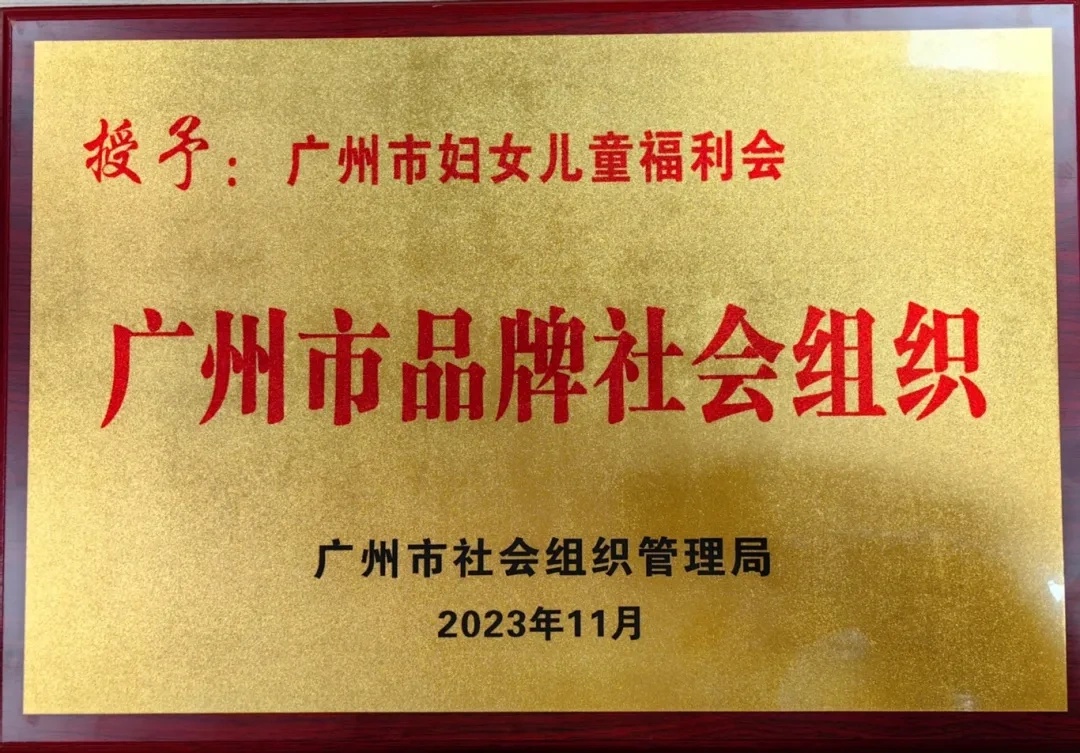 授予：广州市妇女儿童福利会
广州市品牌社会组织
广州市社会组织管理局
2023年11月